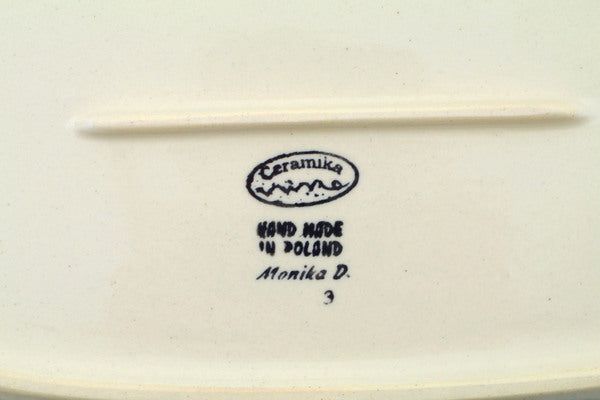 Ceramika
HAND MADE
IN POLAND
Monika D.
3